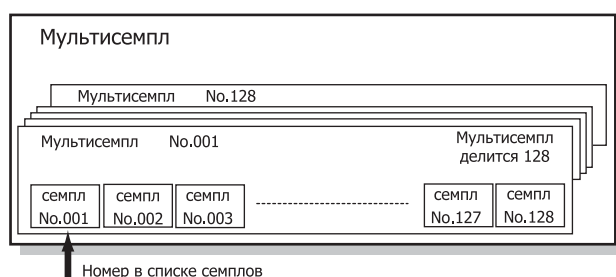 Мультисемпл
Мультисемпл No.128
Мультисемпл No.001
Мультисемпл
делится 128
семпл
No.001
семпл
No.002
семпл
No.003
семпл
No.127
семпл
No.128
Номер в списке семплов